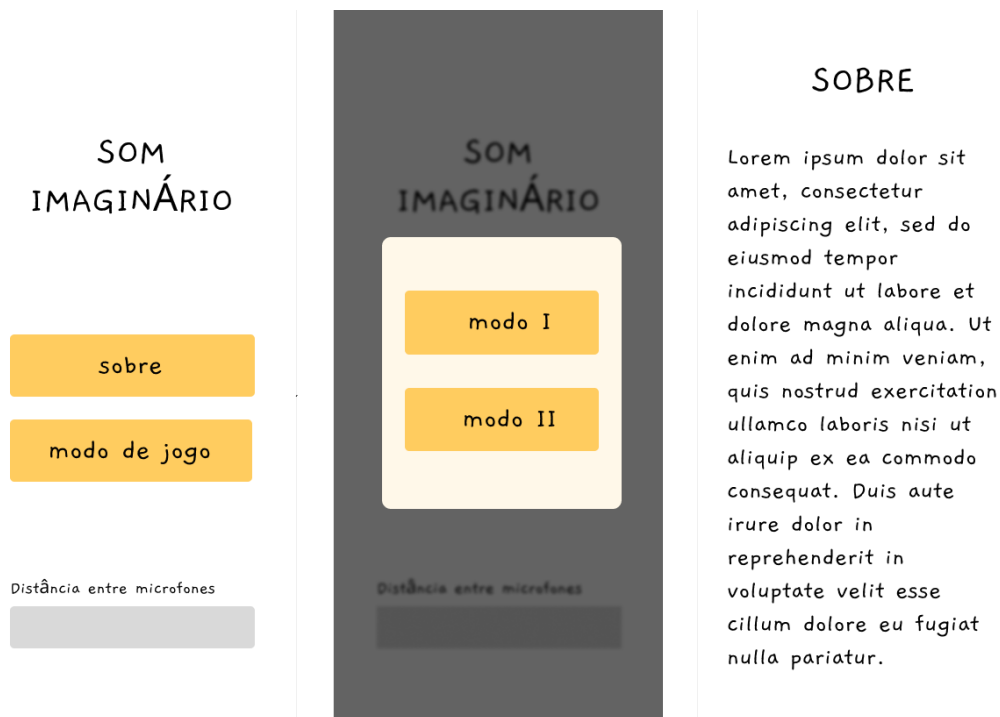 SOM
IMAGINÁRIO
sobre
modo de jogo
Distância entre microfones
SOM
IMAGINÁRIO
modo I
modo II
Distância entre microfones
SOBRE
Lorem ipsum dolor sit
amet, consectetur
adipiscing elit, sed do
eiusmod tempor
incididunt ut labore et
dolore magna aliqua. Ut
enim ad minim veniam,
quis nostrud exercitation
ullamco laboris nisi ut
aliquip ex ea commodo
consequat. Duis aute
irure dolor in
reprehenderit in
voluptate velit esse
cillum dolore eu fugiat
nulla pariatur.